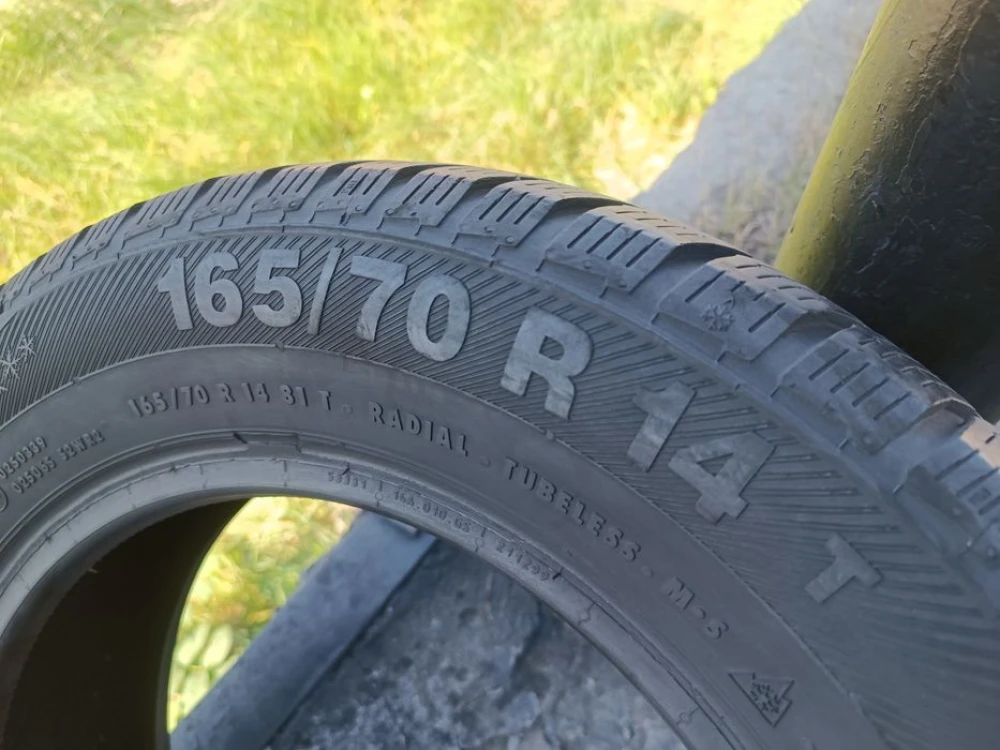 165/70 R 14 T
165/70 R 14 81 T . RADIAL . TUBELESS . M+S